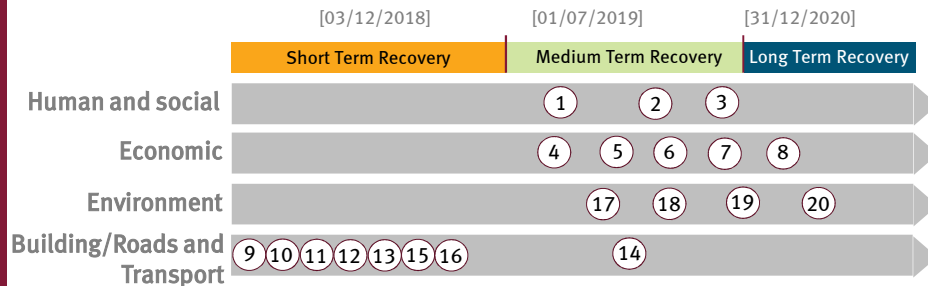 [03/12/2018] [01/07/2019] [31/12/2020]
Short Term Recovery Medium Term Recovery Long Term Recovery
Human and social 1 2 3
Economic 4 5 6 7 8
Environment 17 18 19 20
Building/Roads and
Transport 9 10 11 12 13 15 16 14